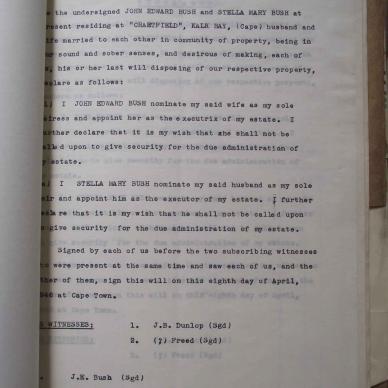 the undersigned JOHN EDWARD BUSH and STELLA MARY BUSH at
resent residing at "CRAETFIELD", KALK BAY, (Cape) husband and
ife married to each other in community of property, being in
ur sound and sober senses, and desirous of making, each of
s, his or her last will disposing of our respective property,
eclare as follows:
) I JOHN EDWARD BUSH nominate my said wife as my sole
iress and appoint her as the executrix of my estate. I
urther declare that it is my wish that she shall not be
lled upon to give security for the due administration of
y estate.
) I STELLA MARY BUSH nominate my said husband as my sole
eir and appoint him as the executor of my estate. I further
eclare that it is my wish that he shall not be called upon
o give security for the due administration of my estate.
Signed by each of us before the two subscribing witnesses
o were present at the same time and saw each of us, and the
ther of them, sign this will on this eighth day of April,
at Cape Town.
WITNESSES: 1. J.B. Dunlop (Sgd)
2. (?) Freed (Sgd)
J.E. Bush (Sgd)